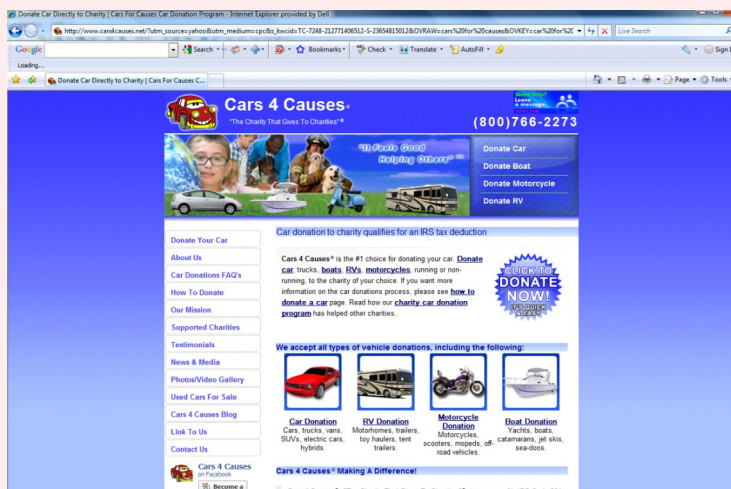 Donate Car Directly to Charity | Cars For Causes Car Donation Program - Internet Explorer provided by Dell
Google
Search
Bookmarks
Check
Translate
AutoFill
Live Search
Sign I
Loading...
Donate Car Directly to Charity | Cars For Causes C...
Page
Tools
Cars 4 Causes®
"The Charity That Gives To Charities"®
Need Help?
Leave
a message.
(800)766-2273
"It Feels Good
Helping Others"
Donate Car
Donate Boat
Donate Motorcycle
Donate RV
Donate Your Car
About Us
Car Donations FAQ's
How To Donate
Our Mission
Supported Charities
Testimonials
News & Media
Photos/Video Gallery
Used Cars For Sale
Cars 4 Causes Blog
Link To Us
Contact Us
Cars 4 Causes
on Facebook
Become a
Car donation to charity qualifies for an IRS tax deduction
Cars 4 Causes® is the #1 choice for donating your car. Donate
car, trucks, boats, RVs, motorcycles, running or non-
running, to the charity of your choice. If you want more
information on the car donations process, please see how to
donate a car page. Read how our charity car donation
program has helped other charities.
CLICK TO
DONATE
NOW!
IT'S QUICK
& EASY
We accept all types of vehicle donations, including the following:
Car Donation
Cars, trucks, vans,
SUVs, electric cars,
hybrids.
RV Donation
Motorhomes, trailers,
toy haulers, tent
trailers.
Motorcycle
Donation
Motorcycles,
scooters, mopeds, off-
road vehicles.
Boat Donation
Yachts, boats,
catamarans, jet skis,
sea-doos.
Cars 4 Causes® Making A Difference!